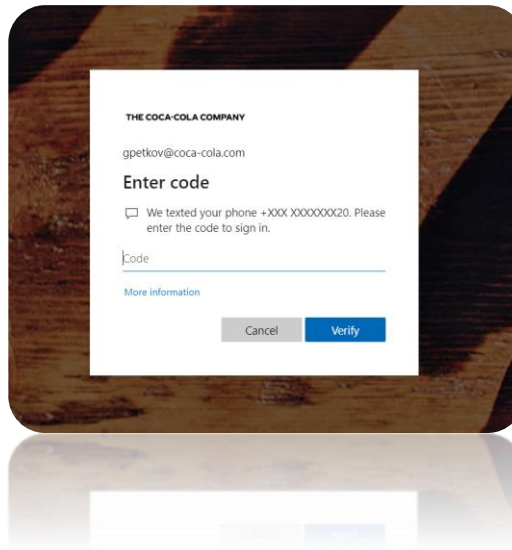 THE COCA-COLA COMPANY
gpetkov@coca-cola.com
Enter code
We texted your phone +XXX XXXXXXX20. Please
enter the code to sign in.
Code
More information
Cancel
Verify